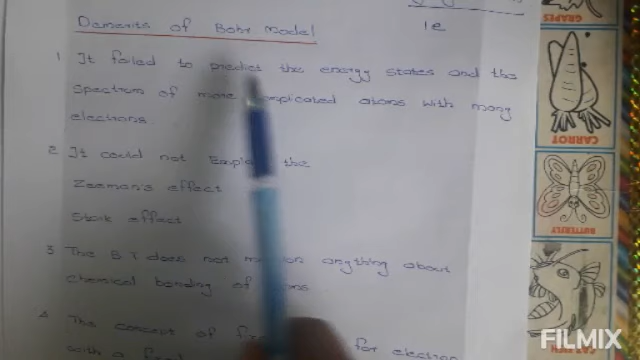 Demerits of Bohr Model
1e
1 It failed to predict the energy states and the
spectrum of more complicated atoms with many
electrons
2 It could not the
Zeeman's effect
Stark effect
3 The B T does not anything about
chemical bonding of
4 The concept of for electron
with a
GRAPES
CARROT
BUTTERFLY
CAT FISH
FILMIX